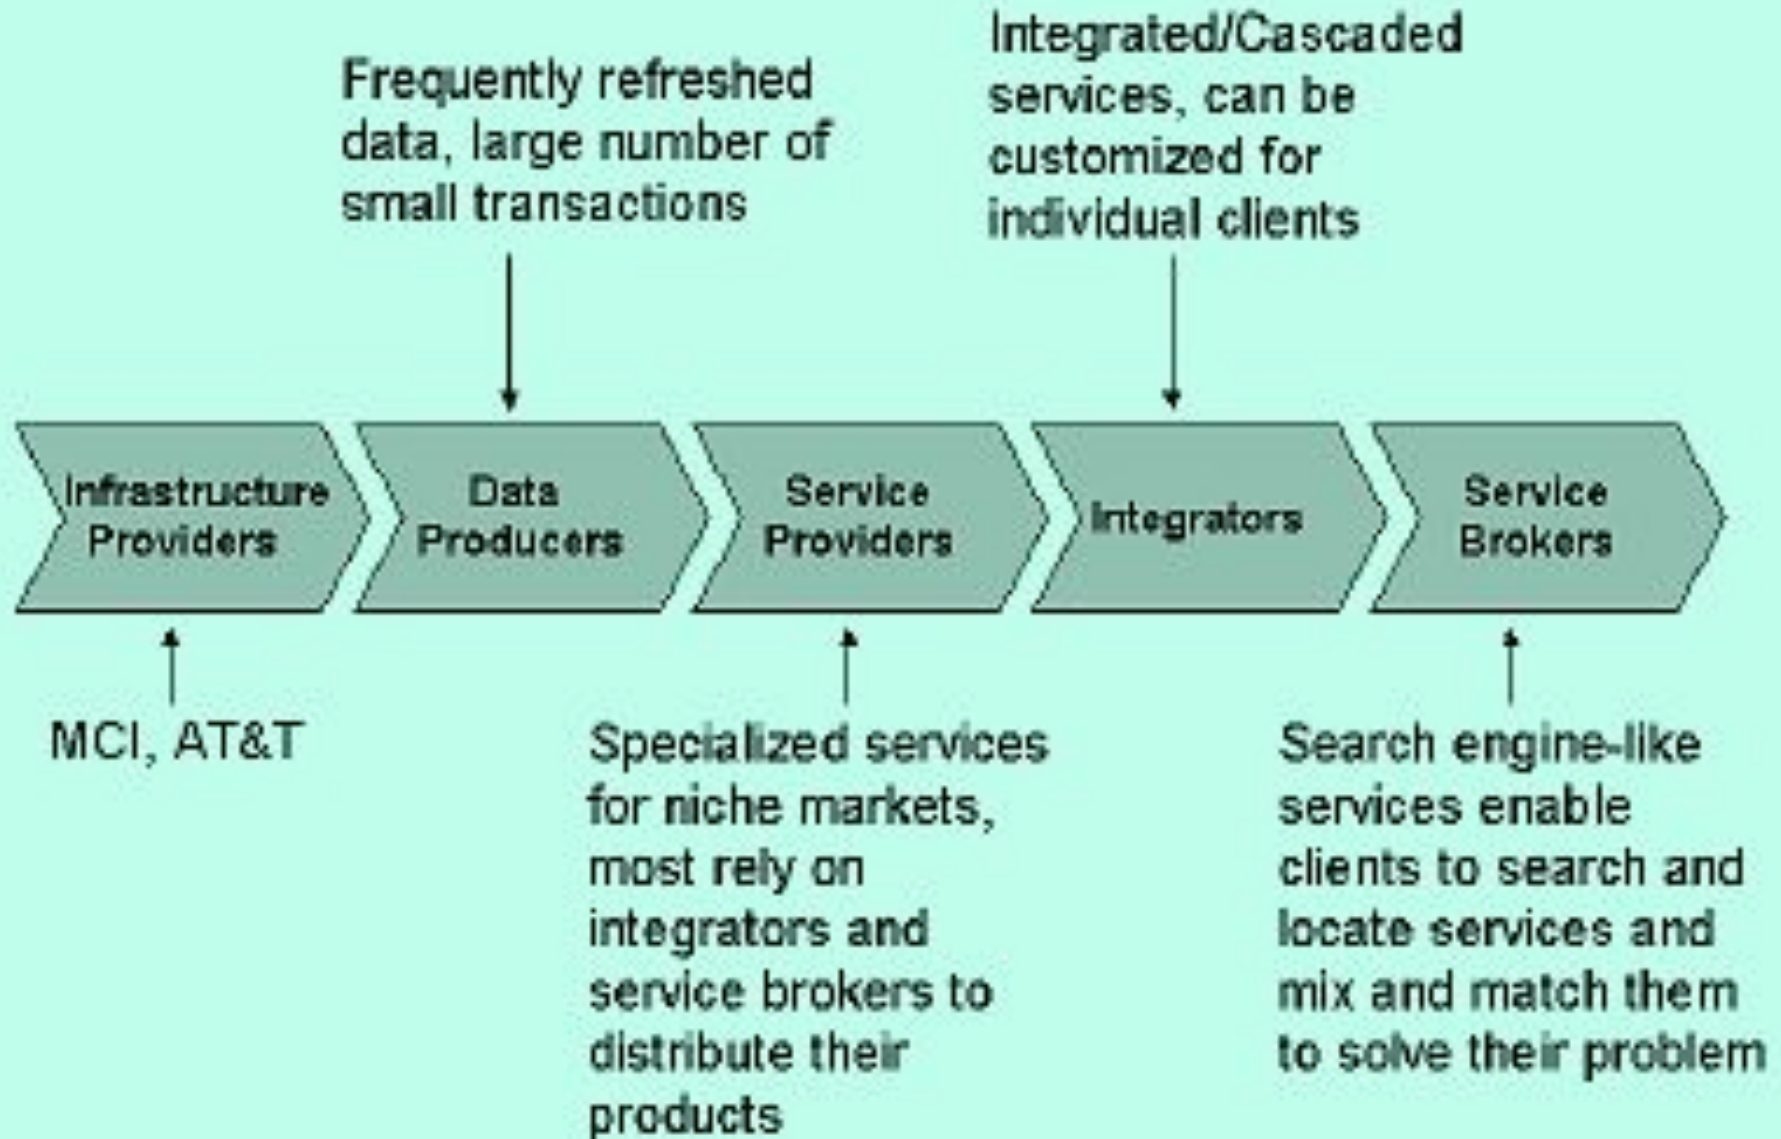 Frequently refreshed
data, large number of
small transactions
Integrated/Cascaded
services, can be
customized for
individual clients
Infrastructure
Providers
Data
Producers
Service
Providers
Integrators
Service
Brokers
MCI, AT&T
Specialized services
for niche markets,
most rely on
integrators and
service brokers to
distribute their
products
Search engine-like
services enable
clients to search and
locate services and
mix and match them
to solve their problem